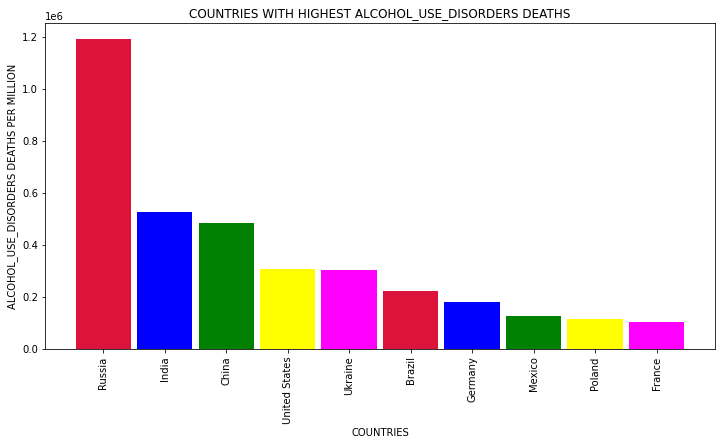 COUNTRIES WITH HIGHEST ALCOHOL_USE_DISORDERS DEATHS
1e6
1.2
1.0
0.8
0.6
0.4
0.2
0.0
ALCOHOL_USE_DISORDERS DEATHS PER MILLION
Russia
India
China
United States
Ukraine
Brazil
Germany
Mexico
Poland
France
COUNTRIES